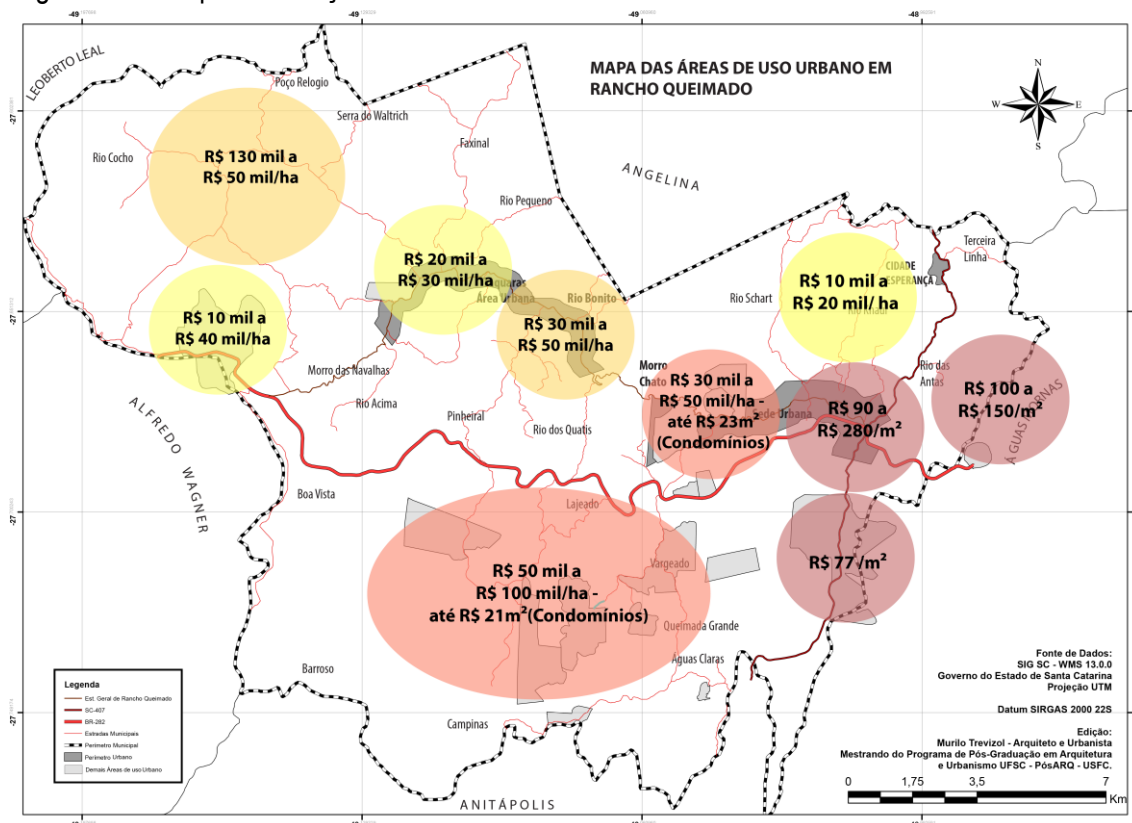 MAPA DAS ÁREAS DE USO URBANO EM
RANCHO QUEIMADO
N
W
E
S
LEOBERTO LEAL
Poço Relogio
Serra do Waltrich
Rio Cocho
Faxinal
R$ 130 mil a
R$ 50 mil/ha
ANGELINA
Rio Pequeno
Terceira
Linha
CIDADE
ESPERANÇA
R$ 20 mil a
R$ 30 mil/ha
Área Urbana
Rio Bonito
Rio Schart
R$ 10 mil a
R$ 20 mil/ ha
R$ 10 mil a
R$ 40 mil/ha
R$ 30 mil a
R$ 50 mil/ha
Morro das Navalhas
Morro
Chato
Rio das
Antas
R$ 30 mil a
R$ 50 mil/ha -
até R$ 23m²
(Condomínios)
Sede Urbana
R$ 90 a
R$ 280/m²
R$ 100 a
R$ 150/m²
ÁGUAS MORNAS
ALFREDO WAGNER
Rio Acima
Pinheiral
Rio dos Quatis
Boa Vista
Lajeado
Vargeado
R$ 77 /m²
R$ 50 mil a
R$ 100 mil/ha -
até R$ 21m²(Condomínios)
Queimada Grande
Águas Claras
Barroso
Campinas
ANITÁPOLIS
Legenda
Est. Geral de Rancho Queimado
SC-407
BR-282
Estradas Municipais
Perímetro Municipal
Perímetro Urbano
Demais Áreas de uso Urbano
Fonte de Dados:
SIG SC - WMS 13.0.0
Governo do Estado de Santa Catarina
Projeção UTM
Datum SIRGAS 2000 22S
Edição:
Murilo Trevizol - Arquiteto e Urbanista
Mestrando do Programa de Pós-Graduação em Arquitetura
e Urbanismo UFSC - PósARQ - USFC.
0 1,75 3,5 7
Km